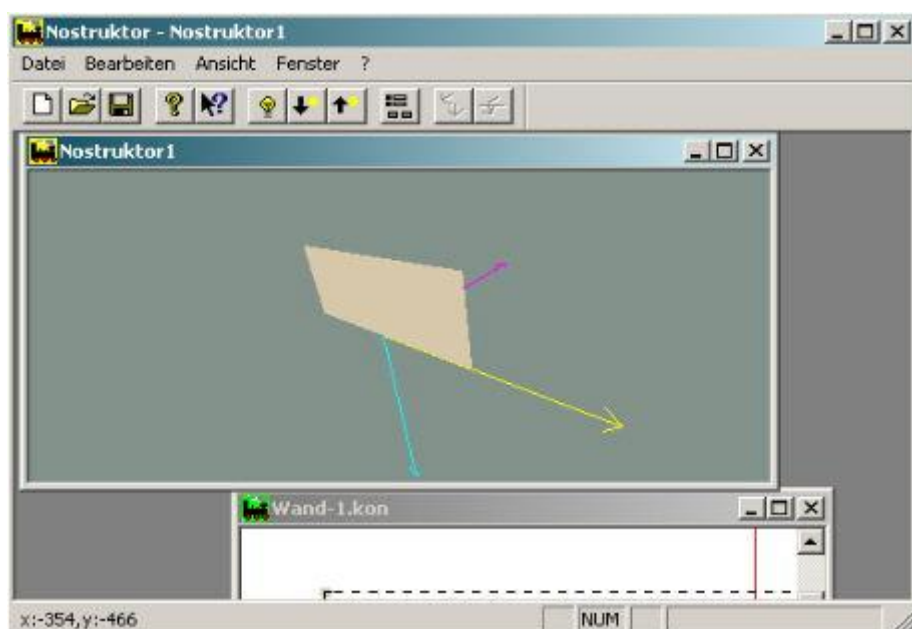 Nostruktor - Nostruktor1
Datei Bearbeiten Ansicht Fenster ?
Nostruktor1
Wand-1.kon
x:-354,y:-466 NUM